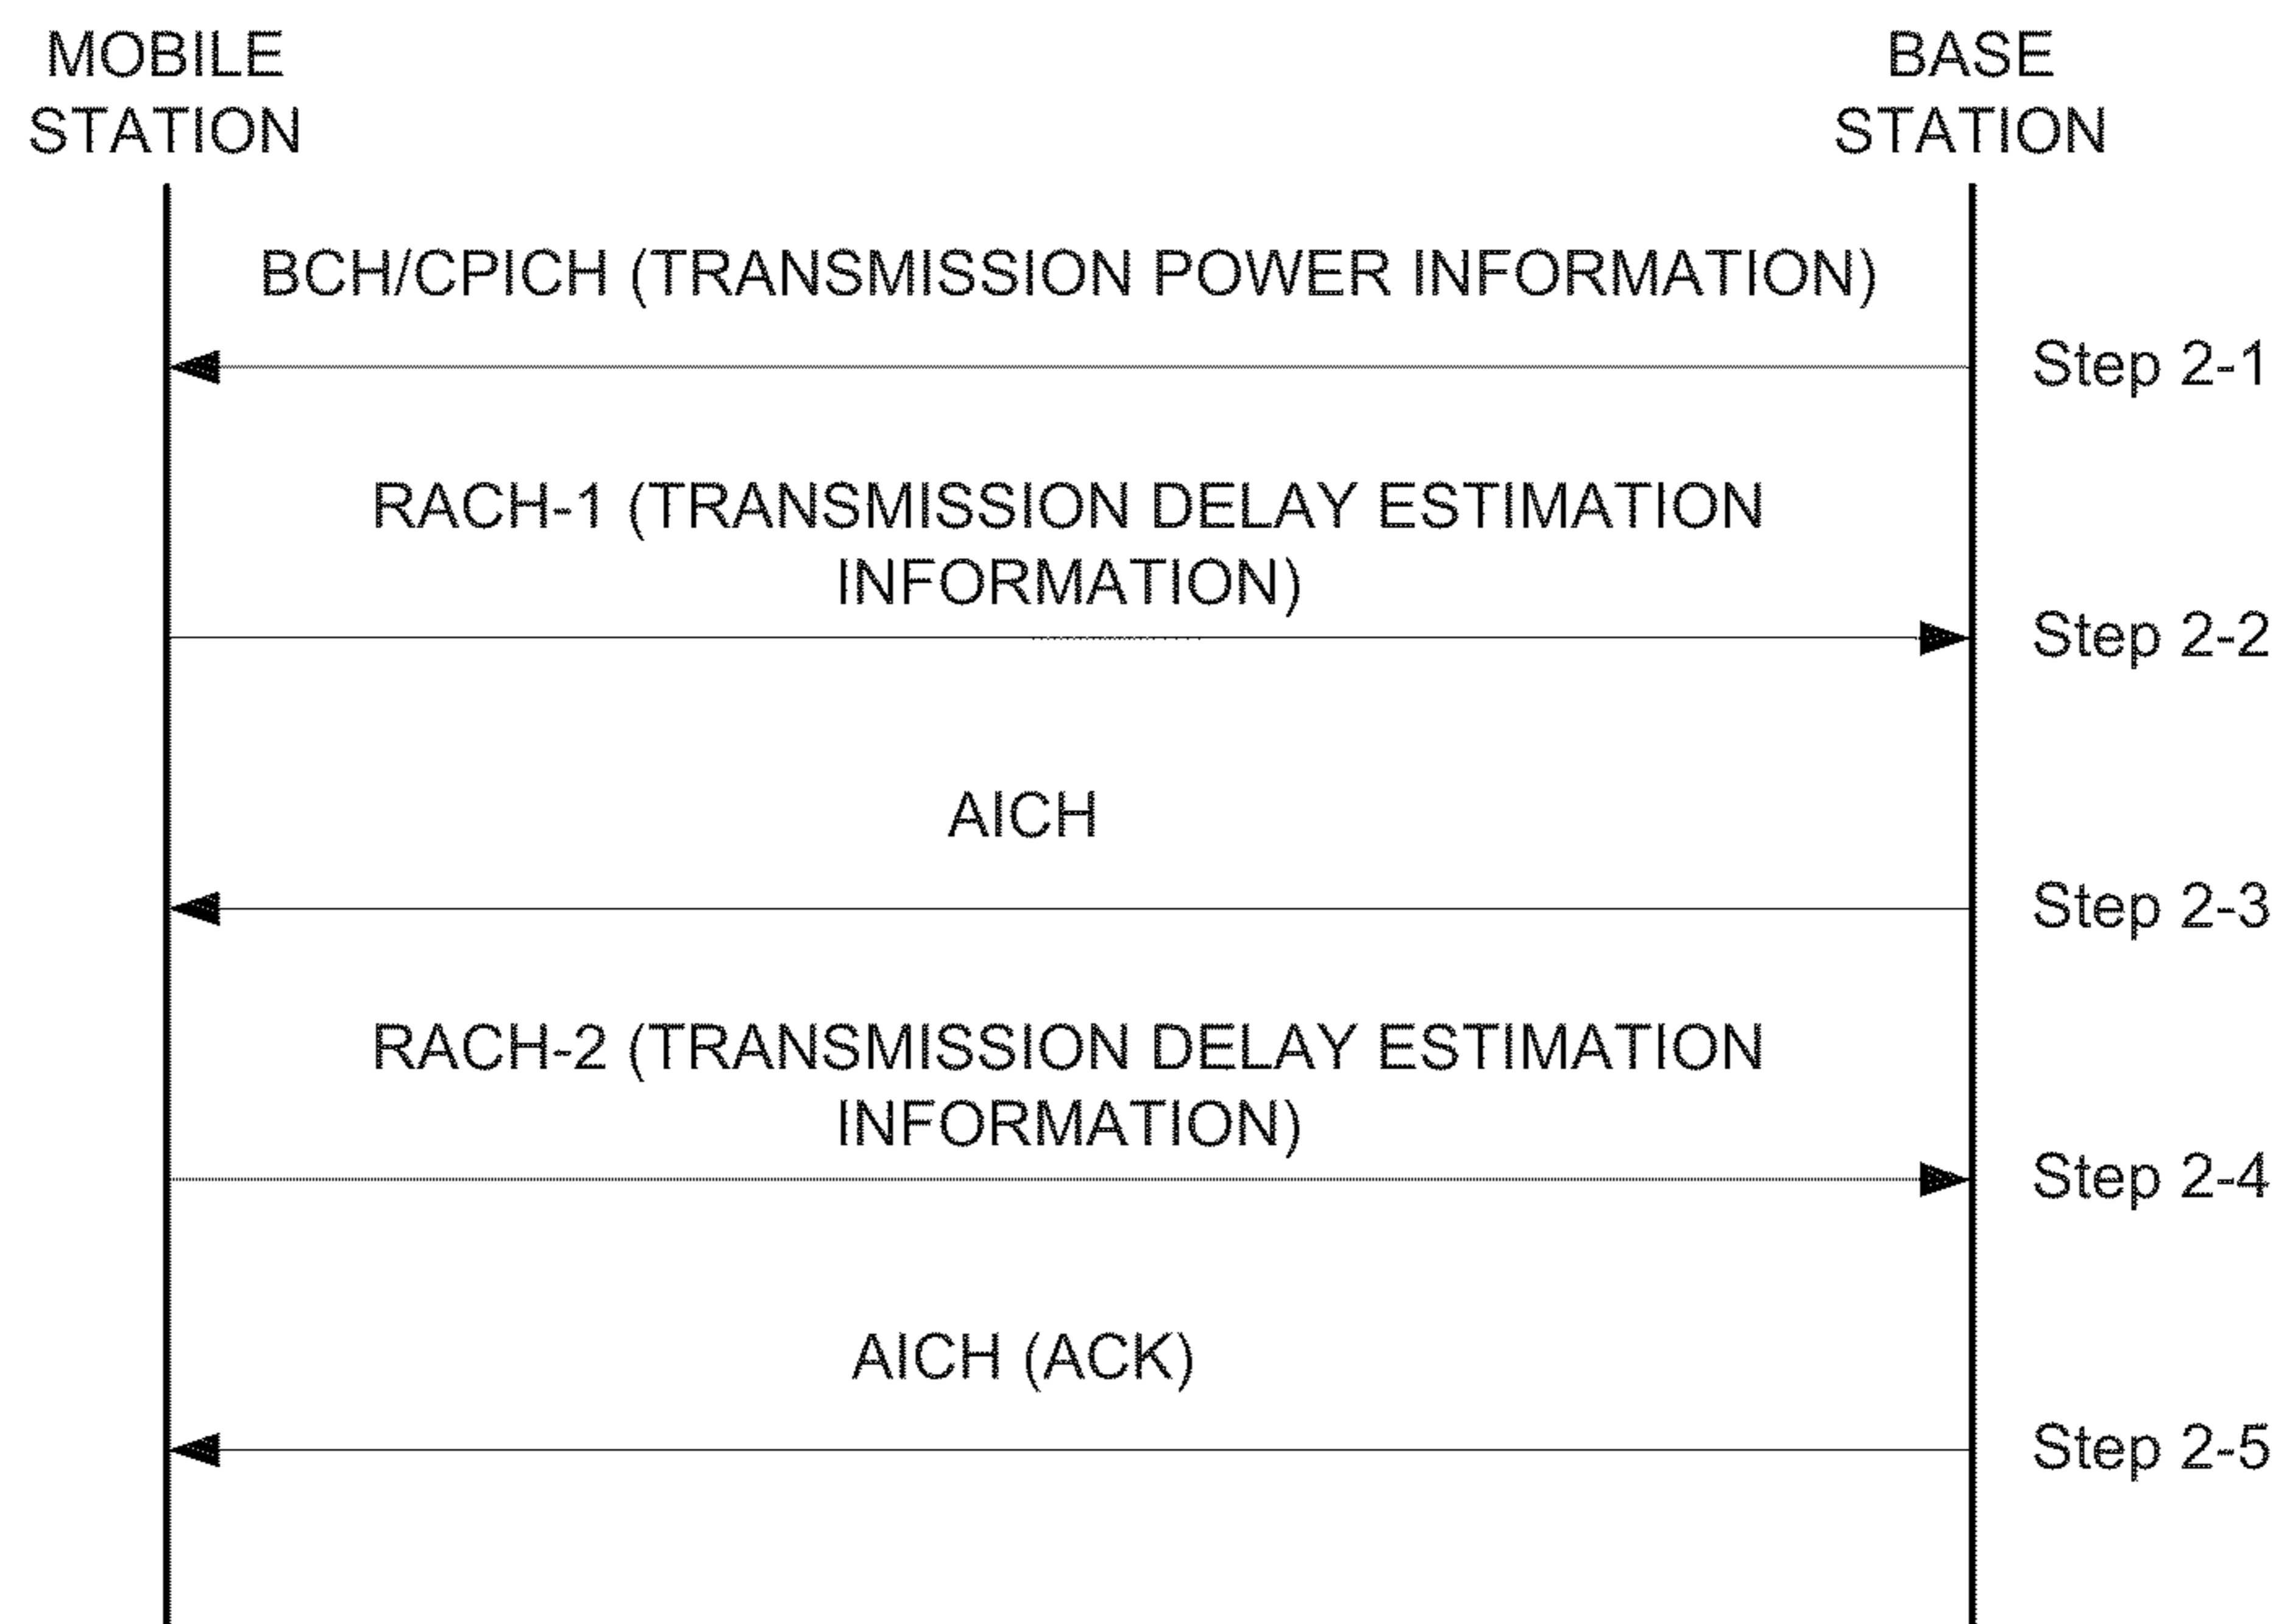 MOBILE
STATION
BASE
STATION
BCH/CPICH (TRANSMISSION POWER INFORMATION)
Step 2-1
RACH-1 (TRANSMISSION DELAY ESTIMATION
INFORMATION)
Step 2-2
AICH
Step 2-3
RACH-2 (TRANSMISSION DELAY ESTIMATION
INFORMATION)
Step 2-4
AICH (ACK)
Step 2-5